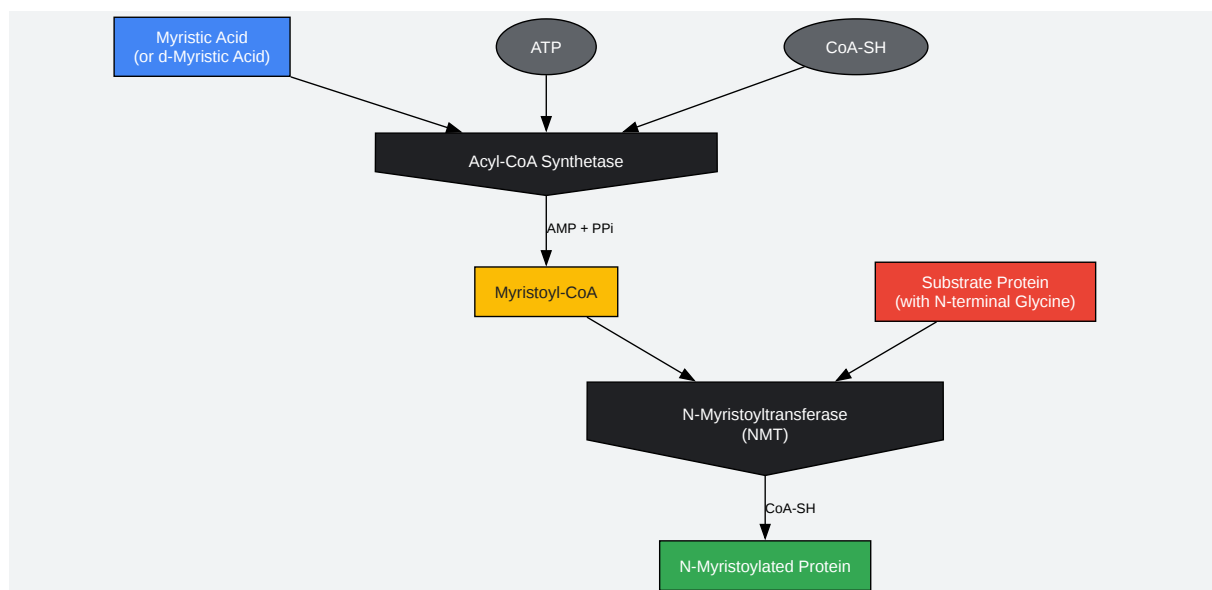 Myristic Acid
(or d-Myristic Acid)
ATP
CoA-SH
Acyl-CoA Synthetase
AMP + PPi
Myristoyl-CoA
Substrate Protein
(with N-terminal Glycine)
N-Myristoyltransferase
(NMT)
CoA-SH
N-Myristoylated Protein